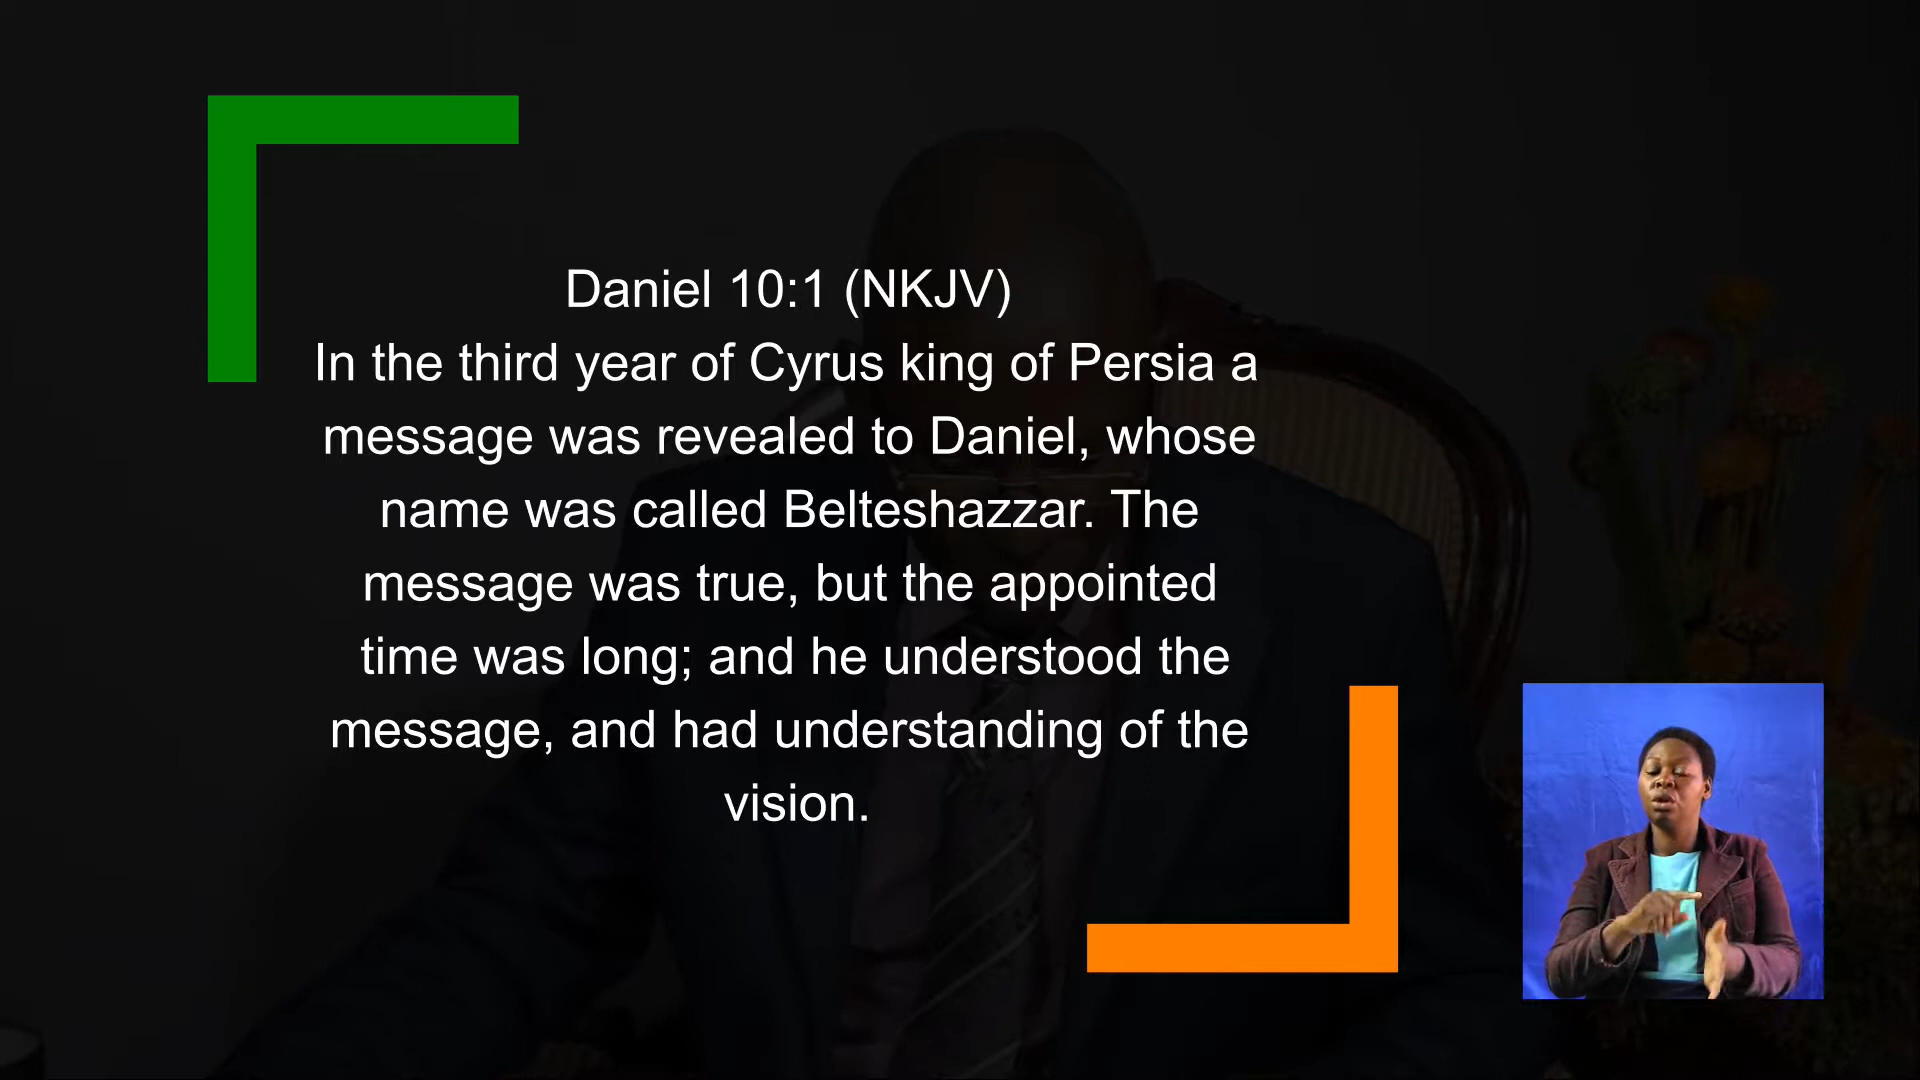 Daniel 10:1 (NKJV)
In the third year of Cyrus king of Persia a
message was revealed to Daniel, whose
name was called Belteshazzar. The
message was true, but the appointed
time was long; and he understood the
message, and had understanding of the
vision.